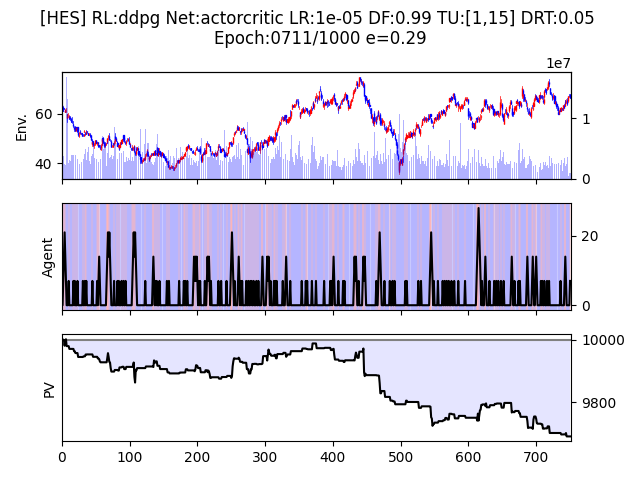 [HES] RL:ddpg Net:actorcritic LR:1e-05 DF:0.99 TU:[1,15] DRT:0.05
Epoch:0711/1000 e=0.29
1e7
Env.
60
40
1
0
Agent
20
0
PV
10000
9800
0 100 200 300 400 500 600 700